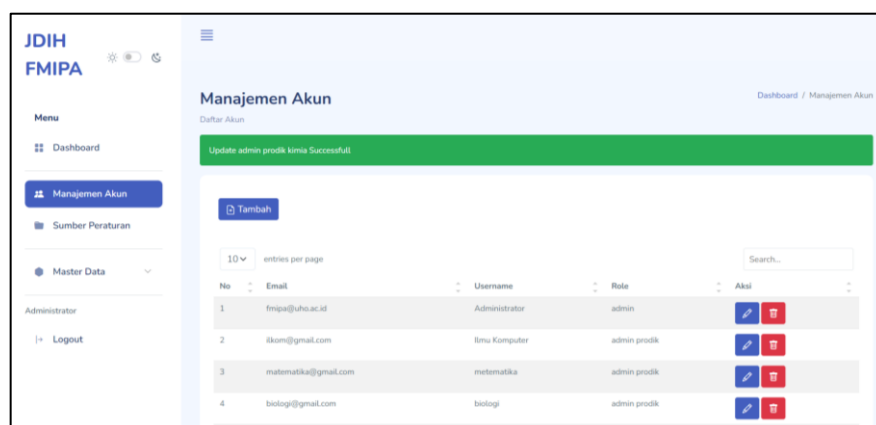 JDIH
FMIPA
Menu
Dashboard
Manajemen Akun
Sumber Peraturan
Master Data
Administrator
Logout
Manajemen Akun
Dashboard / Manajemen Akun
Daftar Akun
Update admin prodik kimia Successfull
Tambah
10 entries per page
Search...
No Email Username Role Aksi
1 fmipa@uho.ac.id Administrator admin
2 ilkom@gmail.com Ilmu Komputer admin prodik
3 matematika@gmail.com metematika admin prodik
4 biologi@gmail.com biologi admin prodik